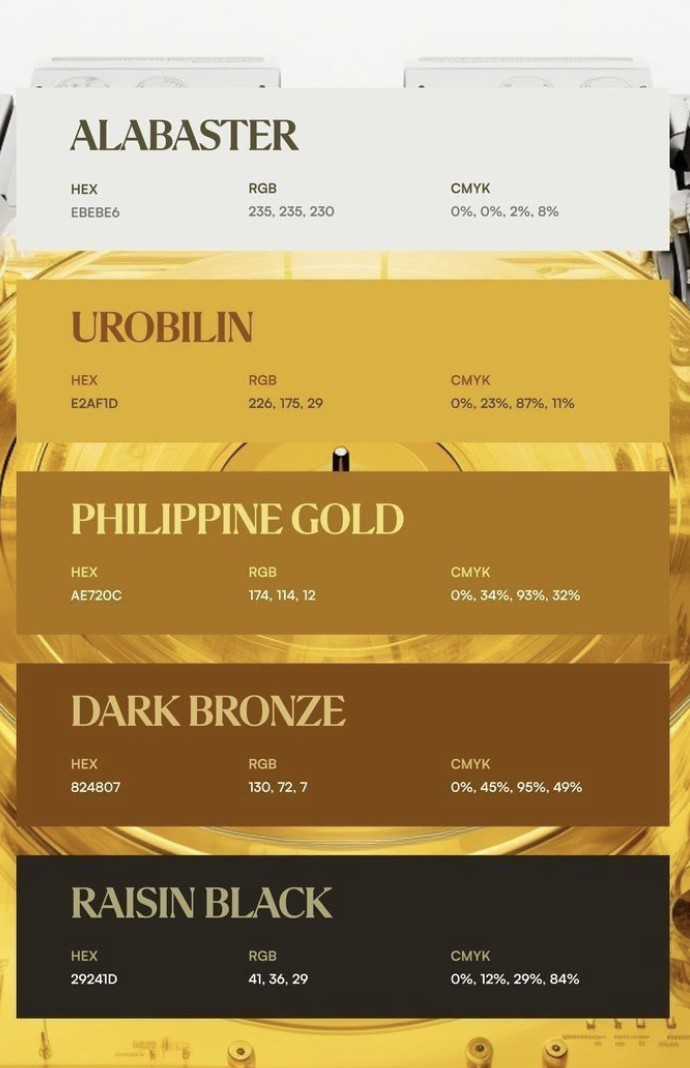 ALABASTER
HEX RGB CMYK
EBEBE6 235, 235, 230 0%, 0%, 2%, 8%
UROBILIN
HEX RGB CMYK
E2AF1D 226, 175, 29 0%, 23%, 87%, 11%
PHILIPPINE GOLD
HEX RGB CMYK
AE720C 174, 114, 12 0%, 34%, 93%, 32%
DARK BRONZE
HEX RGB CMYK
824807 130, 72, 7 0%, 45%, 95%, 49%
RAISIN BLACK
HEX RGB CMYK
29241D 41, 36, 29 0%, 12%, 29%, 84%